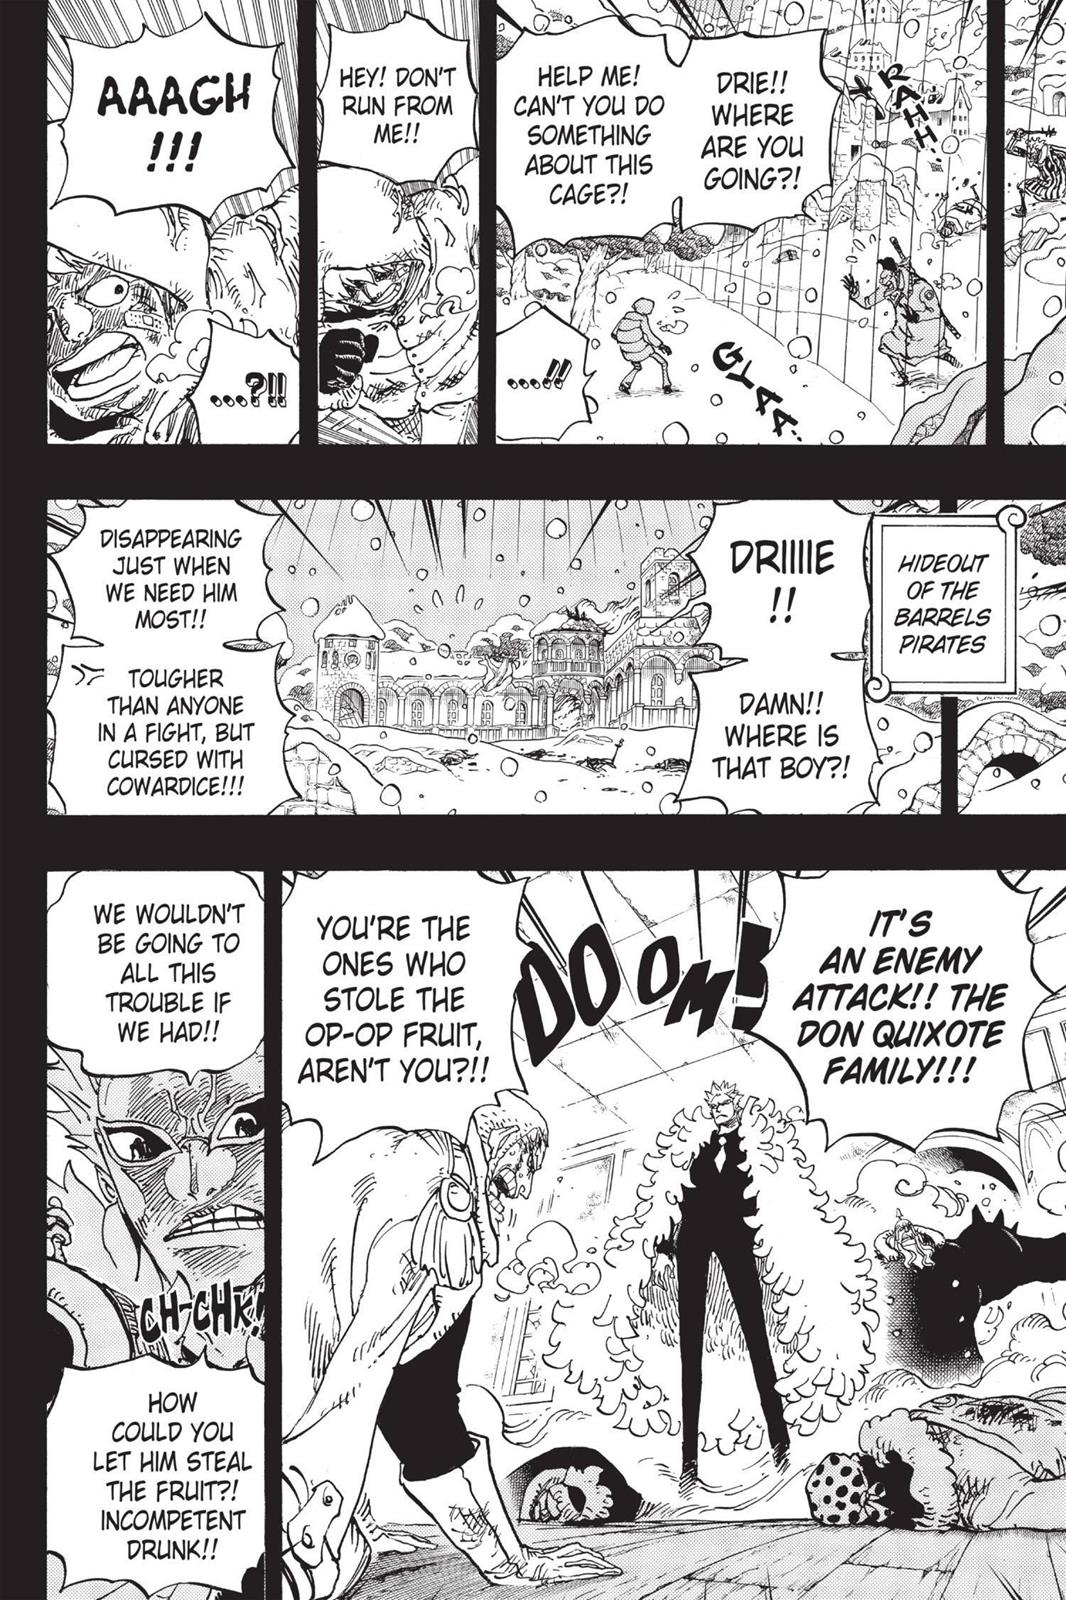 RAHH!
DRIE!!
WHERE
ARE YOU
GOING?!
HELP ME!
CAN'T YOU DO
SOMETHING
ABOUT THIS
CAGE?!
GYAA!
....!!
HEY! DON'T
RUN FROM
ME!!
AAAGH
!!!
...?!!
HIDEOUT
OF THE
BARRELS
PIRATES
DRIIIIE
!!
DAMN!!
WHERE IS
THAT BOY?!
DISAPPEARING
JUST WHEN
WE NEED HIM
MOST!!
TOUGHER
THAN ANYONE
IN A FIGHT, BUT
CURSED WITH
COWARDICE!!!
IT'S
AN ENEMY
ATTACK!! THE
DON QUIXOTE
FAMILY!!!
DOOM!
YOU'RE THE
ONES WHO
STOLE THE
OP-OP FRUIT,
AREN'T YOU?!!
WE WOULDN'T
BE GOING TO
ALL THIS
TROUBLE IF
WE HAD!!
CH-CHK!
HOW
COULD YOU
LET HIM STEAL
THE FRUIT?!
INCOMPETENT
DRUNK!!